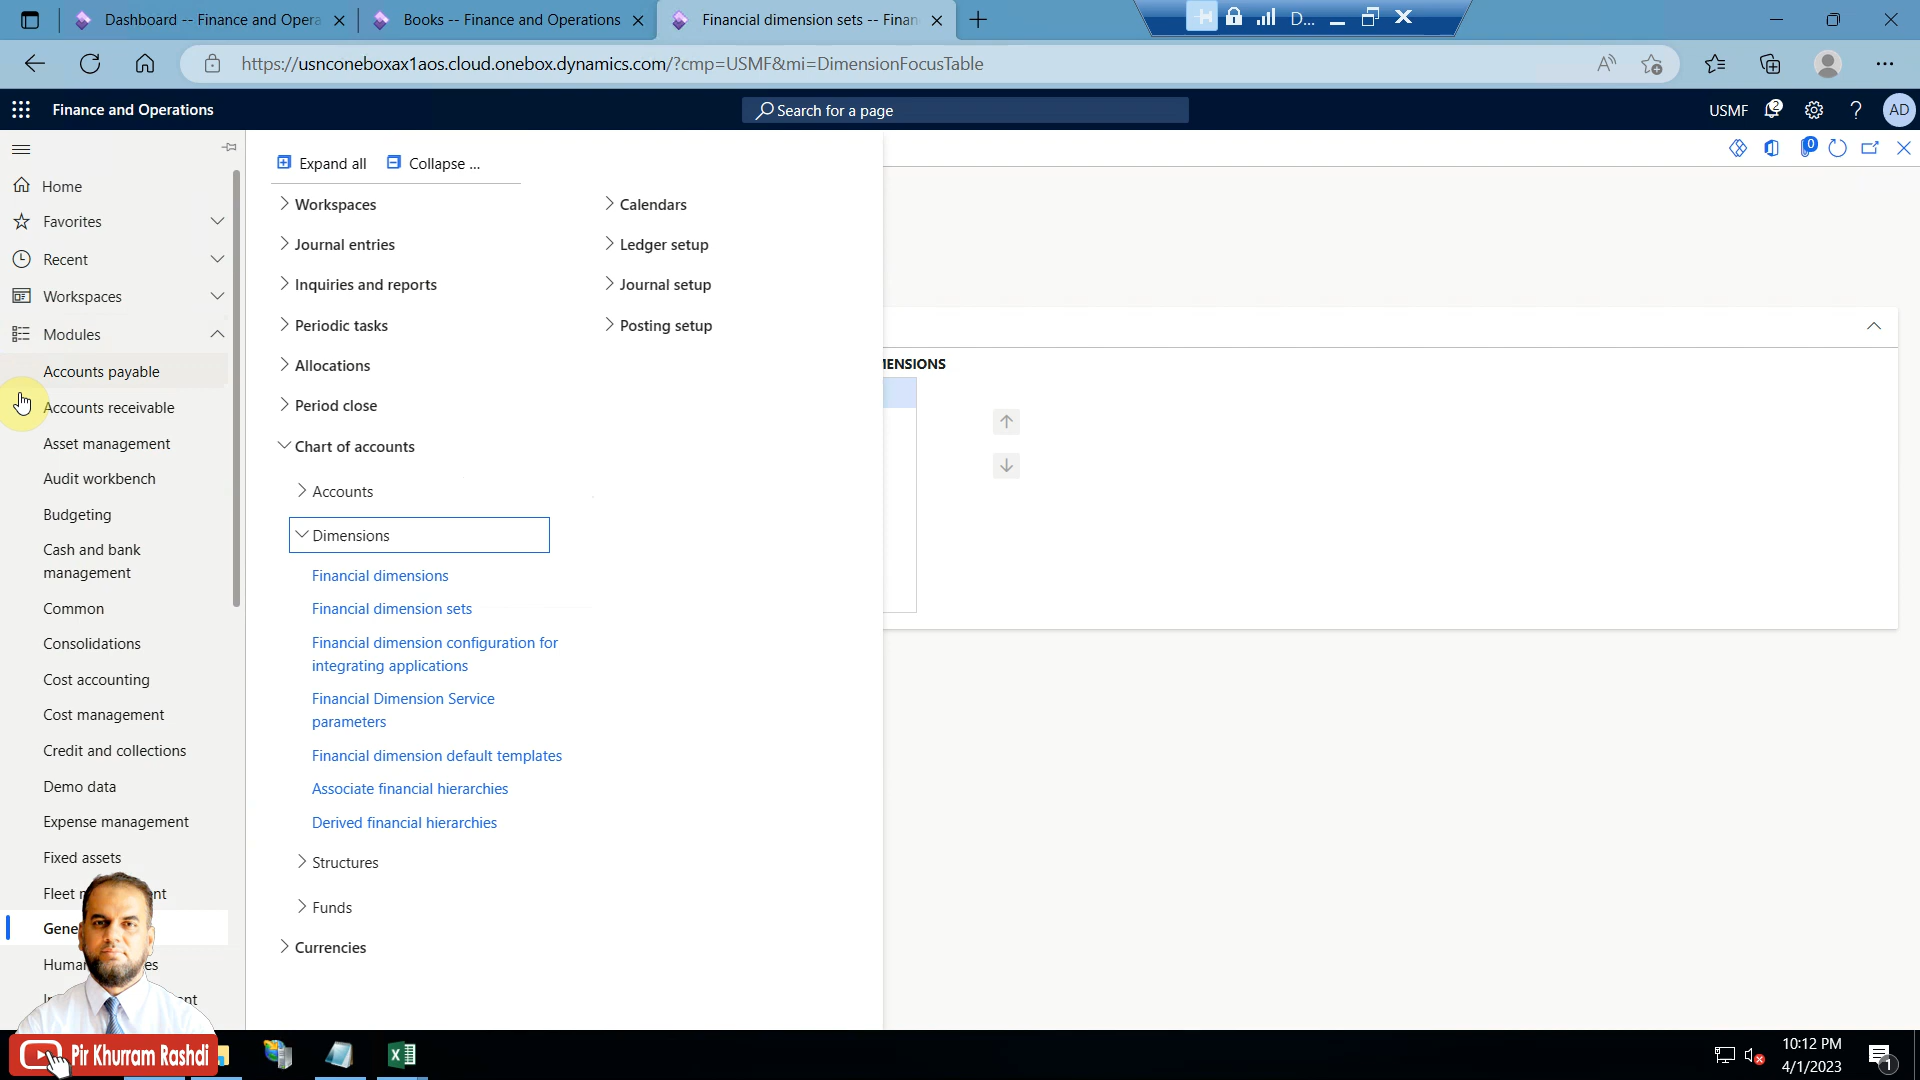 Dashboard -- Finance and Opera
Books -- Finance and Operations
Financial dimension sets -- Finan
D...
https://usnconeboxax1aos.cloud.onebox.dynamics.com/?cmp=USMF&mi=DimensionFocusTable
Finance and Operations
Search for a page
USMF
2
AD
Expand all
Collapse ...
0
Home
Favorites
Recent
Workspaces
Modules
Accounts payable
Accounts receivable
Asset management
Audit workbench
Budgeting
Cash and bank
management
Common
Consolidations
Cost accounting
Cost management
Credit and collections
Demo data
Expense management
Fixed assets
Workspaces
Journal entries
Inquiries and reports
Periodic tasks
Allocations
Period close
Chart of accounts
Accounts
Dimensions
Financial dimensions
Financial dimension sets
Financial dimension configuration for
integrating applications
Financial Dimension Service
parameters
Financial dimension default templates
Associate financial hierarchies
Derived financial hierarchies
Structures
Funds
Currencies
Calendars
Ledger setup
Journal setup
Posting setup
IENSIONS
Pir Khurram Rashdi
10:12 PM
4/1/2023
1